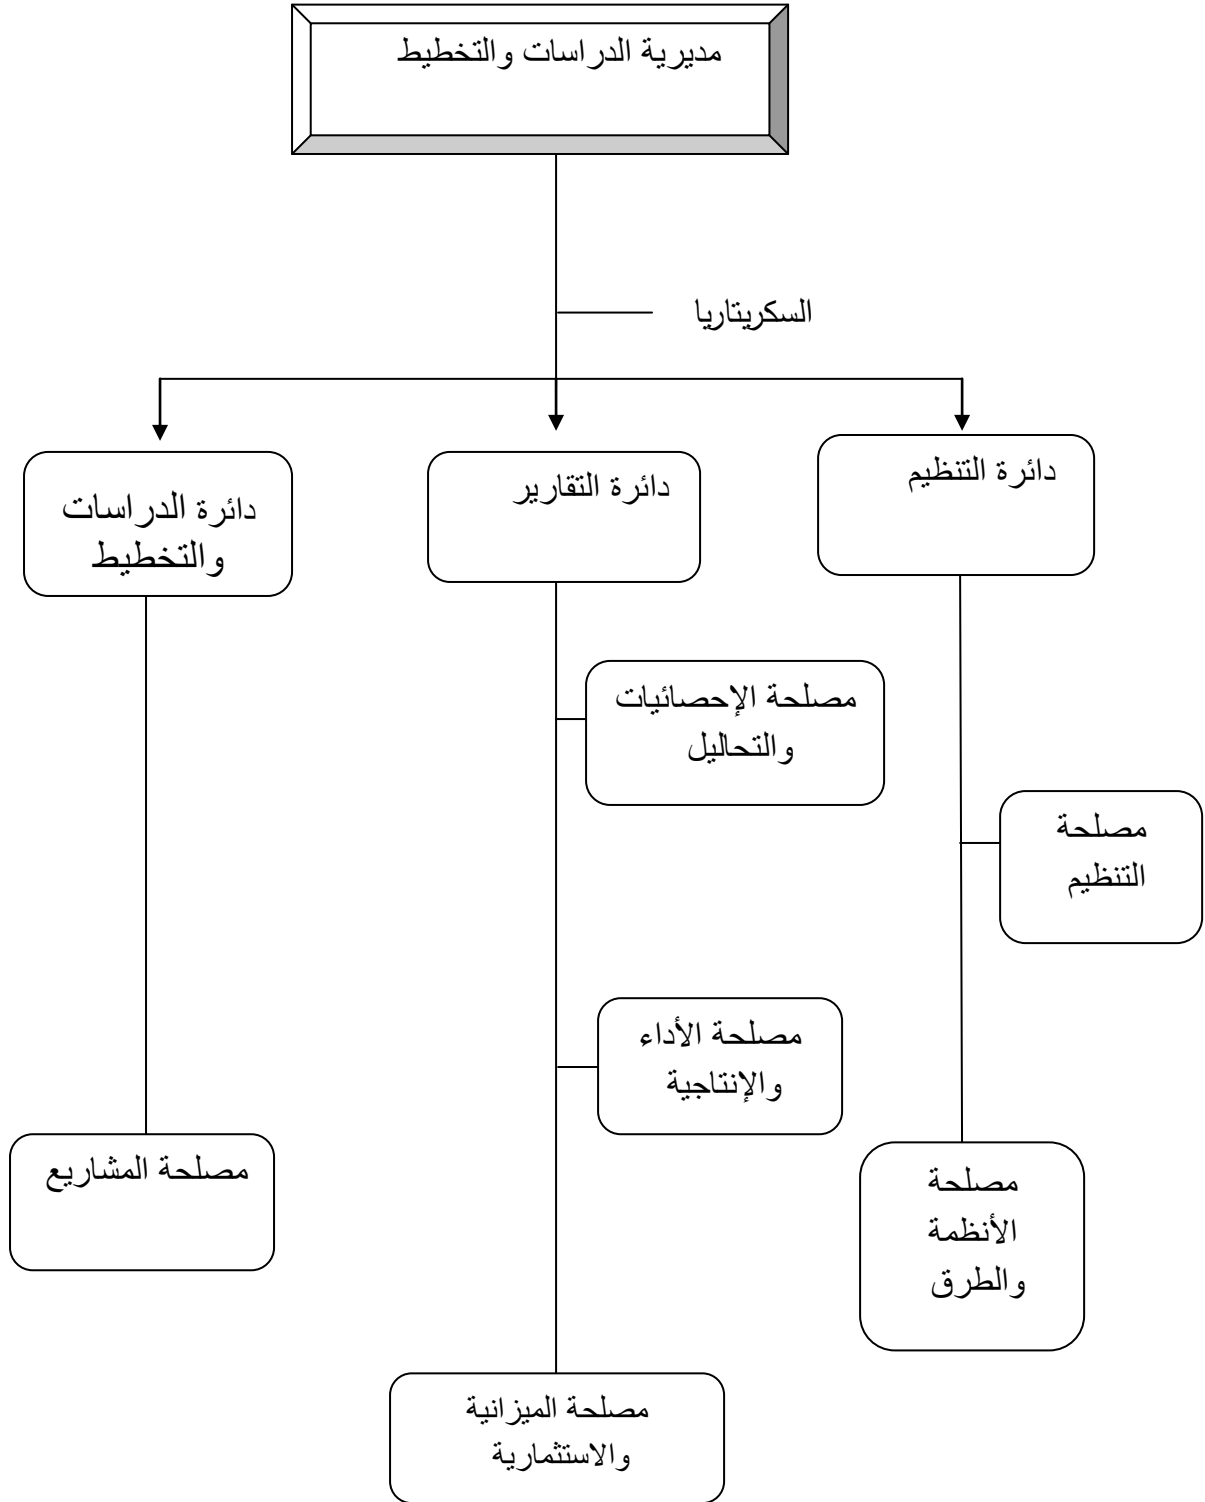 مديرية الدراسات والتخطيط
السكريتاريا
دائرة التنظيم
دائرة التقارير
دائرة الدراسات
والتخطيط
مصلحة الإحصائيات
والتحاليل
مصلحة
التنظيم
مصلحة الأداء
والإنتاجية
مصلحة
الأنظمة
والطرق
مصلحة المشاريع
مصلحة الميزانية
والاستثمارية